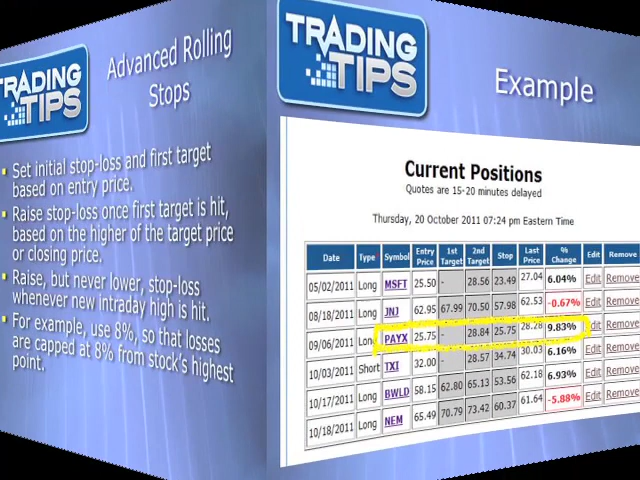 TRADING
TIPS
Advanced Rolling
Stops
Set initial stop-loss and first target
based on entry price.
Raise stop-loss once first target is hit,
based on the higher of the target price
or closing price.
Raise, but never lower, stop-loss
whenever new intraday high is hit.
For example, use 8%, so that losses
are capped at 8% from stock's highest
point.
TRADING
TIPS
Example
Current Positions
Quotes are 15-20 minutes delayed
Thursday, 20 October 2011 07:24 pm Eastern Time
Date Type Symbol Entry Price 1st Target 2nd Target Stop Last Price % Change Edit Remove
05/02/2011 Long MSFT 25.50 - 28.56 23.49 27.04 6.04% Edit Remove
08/18/2011 Long JNJ 62.95 67.99 70.50 57.98 62.53 -0.67% Edit Remove
09/06/2011 Long PAYX 25.75 - 28.84 25.75 28.28 9.83% Edit Remove
10/03/2011 Short TXI 32.00 - 28.57 34.74 30.03 6.16% Edit Remove
10/17/2011 Long BWLD 58.15 62.80 65.13 53.56 62.18 6.93% Edit Remove
10/18/2011 Long NEM 65.49 70.79 73.42 60.37 61.64 -5.88% Edit Remove